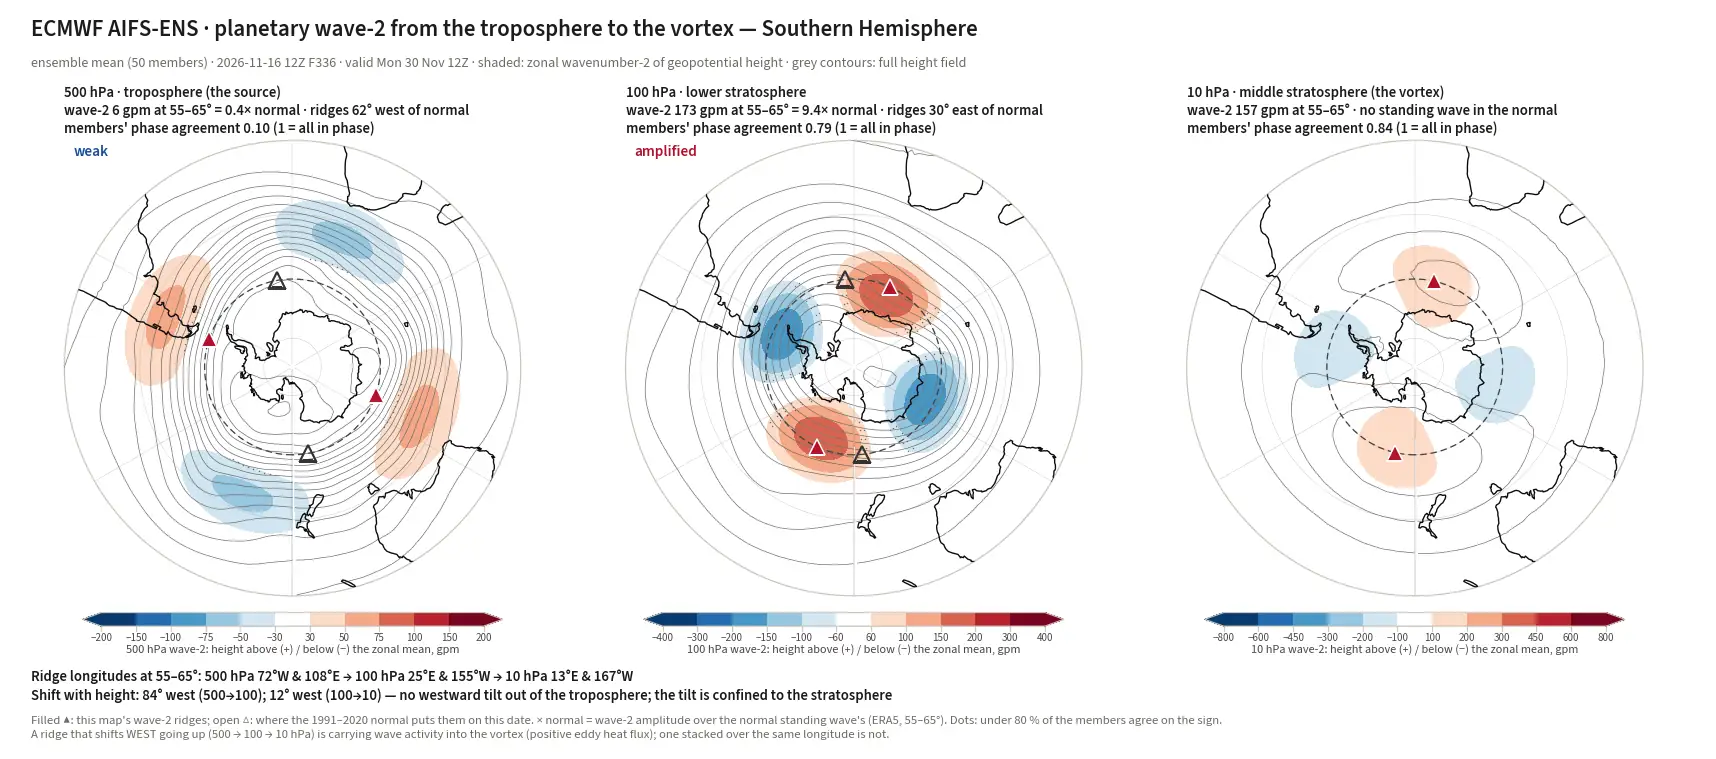 ECMWF AIFS-ENS · planetary wave-2 from the troposphere to the vortex — Southern Hemisphere
ensemble mean (50 members) · 2026-11-16 12Z F336 · valid Mon 30 Nov 12Z · shaded: zonal wavenumber-2 of geopotential height · grey contours: full height field
500 hPa · troposphere (the source)
wave-2 6 gpm at 55–65° = 0.4× normal · ridges 62° west of normal
members' phase agreement 0.10 (1 = all in phase)
weak
100 hPa · lower stratosphere
wave-2 173 gpm at 55–65° = 9.4× normal · ridges 30° east of normal
members' phase agreement 0.79 (1 = all in phase)
amplified
10 hPa · middle stratosphere (the vortex)
wave-2 157 gpm at 55–65° · no standing wave in the normal
members' phase agreement 0.84 (1 = all in phase)
−200 −150 −100 −75 −50 −30 30 50 75 100 150 200
500 hPa wave-2: height above (+) / below (−) the zonal mean, gpm
−400 −300 −200 −150 −100 −60 60 100 150 200 300 400
100 hPa wave-2: height above (+) / below (−) the zonal mean, gpm
−800 −600 −450 −300 −200 −100 100 200 300 450 600 800
10 hPa wave-2: height above (+) / below (−) the zonal mean, gpm
Ridge longitudes at 55–65°: 500 hPa 72°W & 108°E → 100 hPa 25°E & 155°W → 10 hPa 13°E & 167°W
Shift with height: 84° west (500→100); 12° west (100→10) — no westward tilt out of the troposphere; the tilt is confined to the stratosphere
Filled ▲: this map's wave-2 ridges; open △: where the 1991–2020 normal puts them on this date. × normal = wave-2 amplitude over the normal standing wave's (ERA5, 55–65°). Dots: under 80 % of the members agree on the sign.
A ridge that shifts WEST going up (500 → 100 → 10 hPa) is carrying wave activity into the vortex (positive eddy heat flux); one stacked over the same longitude is not.